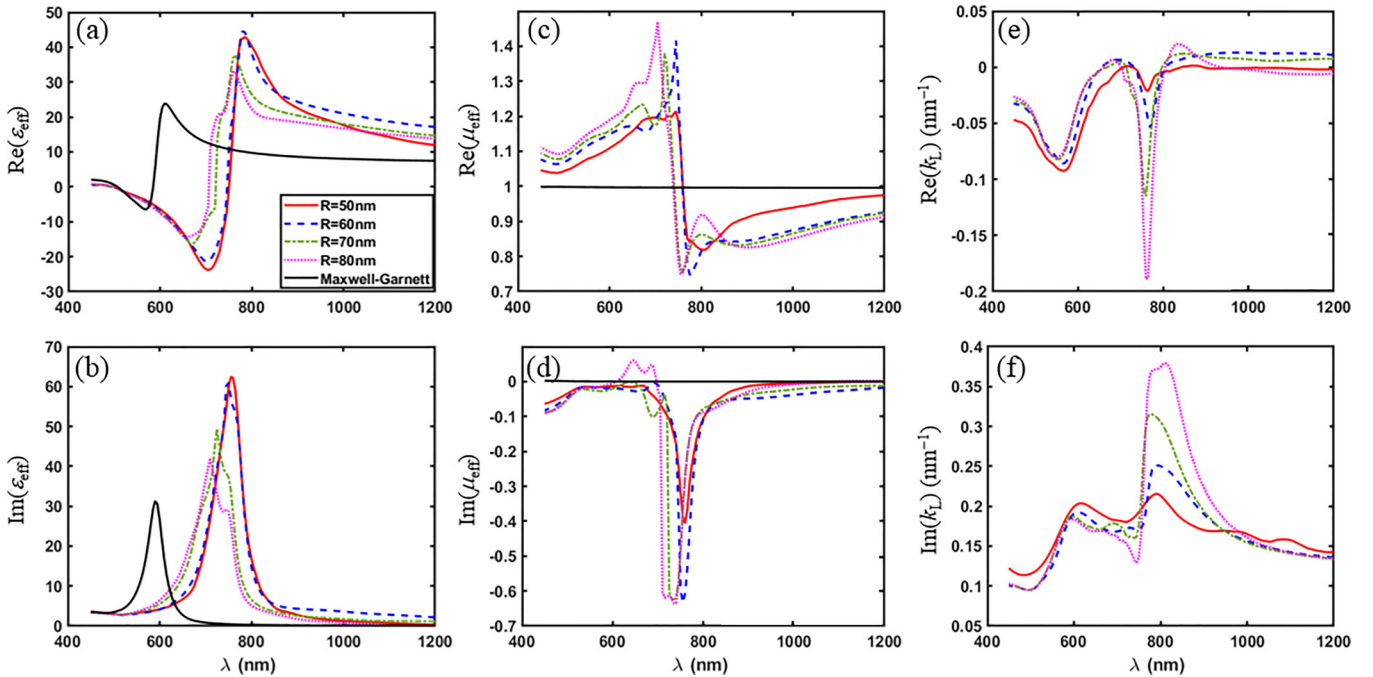 (a)
Re(εeff)
50
40
30
20
10
0
-10
-20
-30
400 600 800 1000 1200
R=50nm
R=60nm
R=70nm
R=80nm
Maxwell-Garnett
(c)
Re(μeff)
1.4
1.3
1.2
1.1
1
0.9
0.8
0.7
400 600 800 1000 1200
(e)
Re(kL) (nm⁻¹)
0.05
0
-0.05
-0.1
-0.15
-0.2
400 600 800 1000 1200
(b)
Im(εeff)
70
60
50
40
30
20
10
0
400 600 800 1000 1200
λ (nm)
(d)
Im(μeff)
0
-0.1
-0.2
-0.3
-0.4
-0.5
-0.6
-0.7
400 600 800 1000 1200
λ (nm)
(f)
Im(kL) (nm⁻¹)
0.4
0.35
0.3
0.25
0.2
0.15
0.1
0.05
400 600 800 1000 1200
λ (nm)